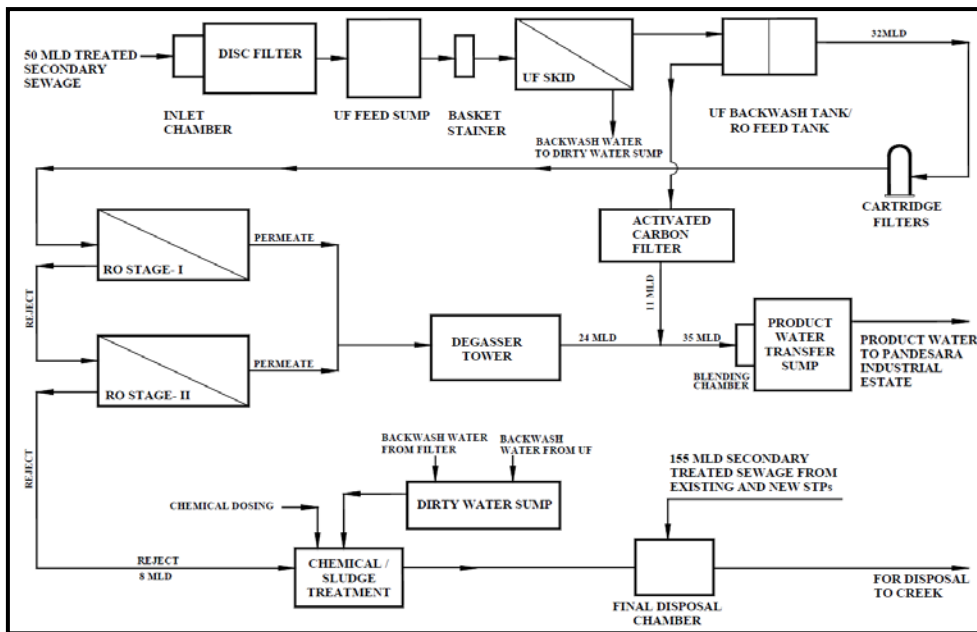 50 MLD TREATED
SECONDARY
SEWAGE
INLET
CHAMBER
DISC FILTER
UF FEED SUMP
BASKET
STAINER
UF SKID
BACKWASH WATER
TO DIRTY WATER SUMP
UF BACKWASH TANK/
RO FEED TANK
32MLD
CARTRIDGE
FILTERS
ACTIVATED
CARBON
FILTER
11 MLD
RO STAGE- I
PERMEATE
REJECT
RO STAGE- II
PERMEATE
REJECT
DEGASSER
TOWER
24 MLD
35 MLD
BLENDING
CHAMBER
PRODUCT
WATER
TRANSFER
SUMP
PRODUCT WATER
TO PANDESARA
INDUSTRIAL
ESTATE
BACKWASH WATER
FROM FILTER
BACKWASH
WATER FROM UF
DIRTY WATER SUMP
CHEMICAL DOSING
REJECT
8 MLD
CHEMICAL /
SLUDGE
TREATMENT
155 MLD SECONDARY
TREATED SEWAGE FROM
EXISTING AND NEW STPs
FINAL DISPOSAL
CHAMBER
FOR DISPOSAL
TO CREEK